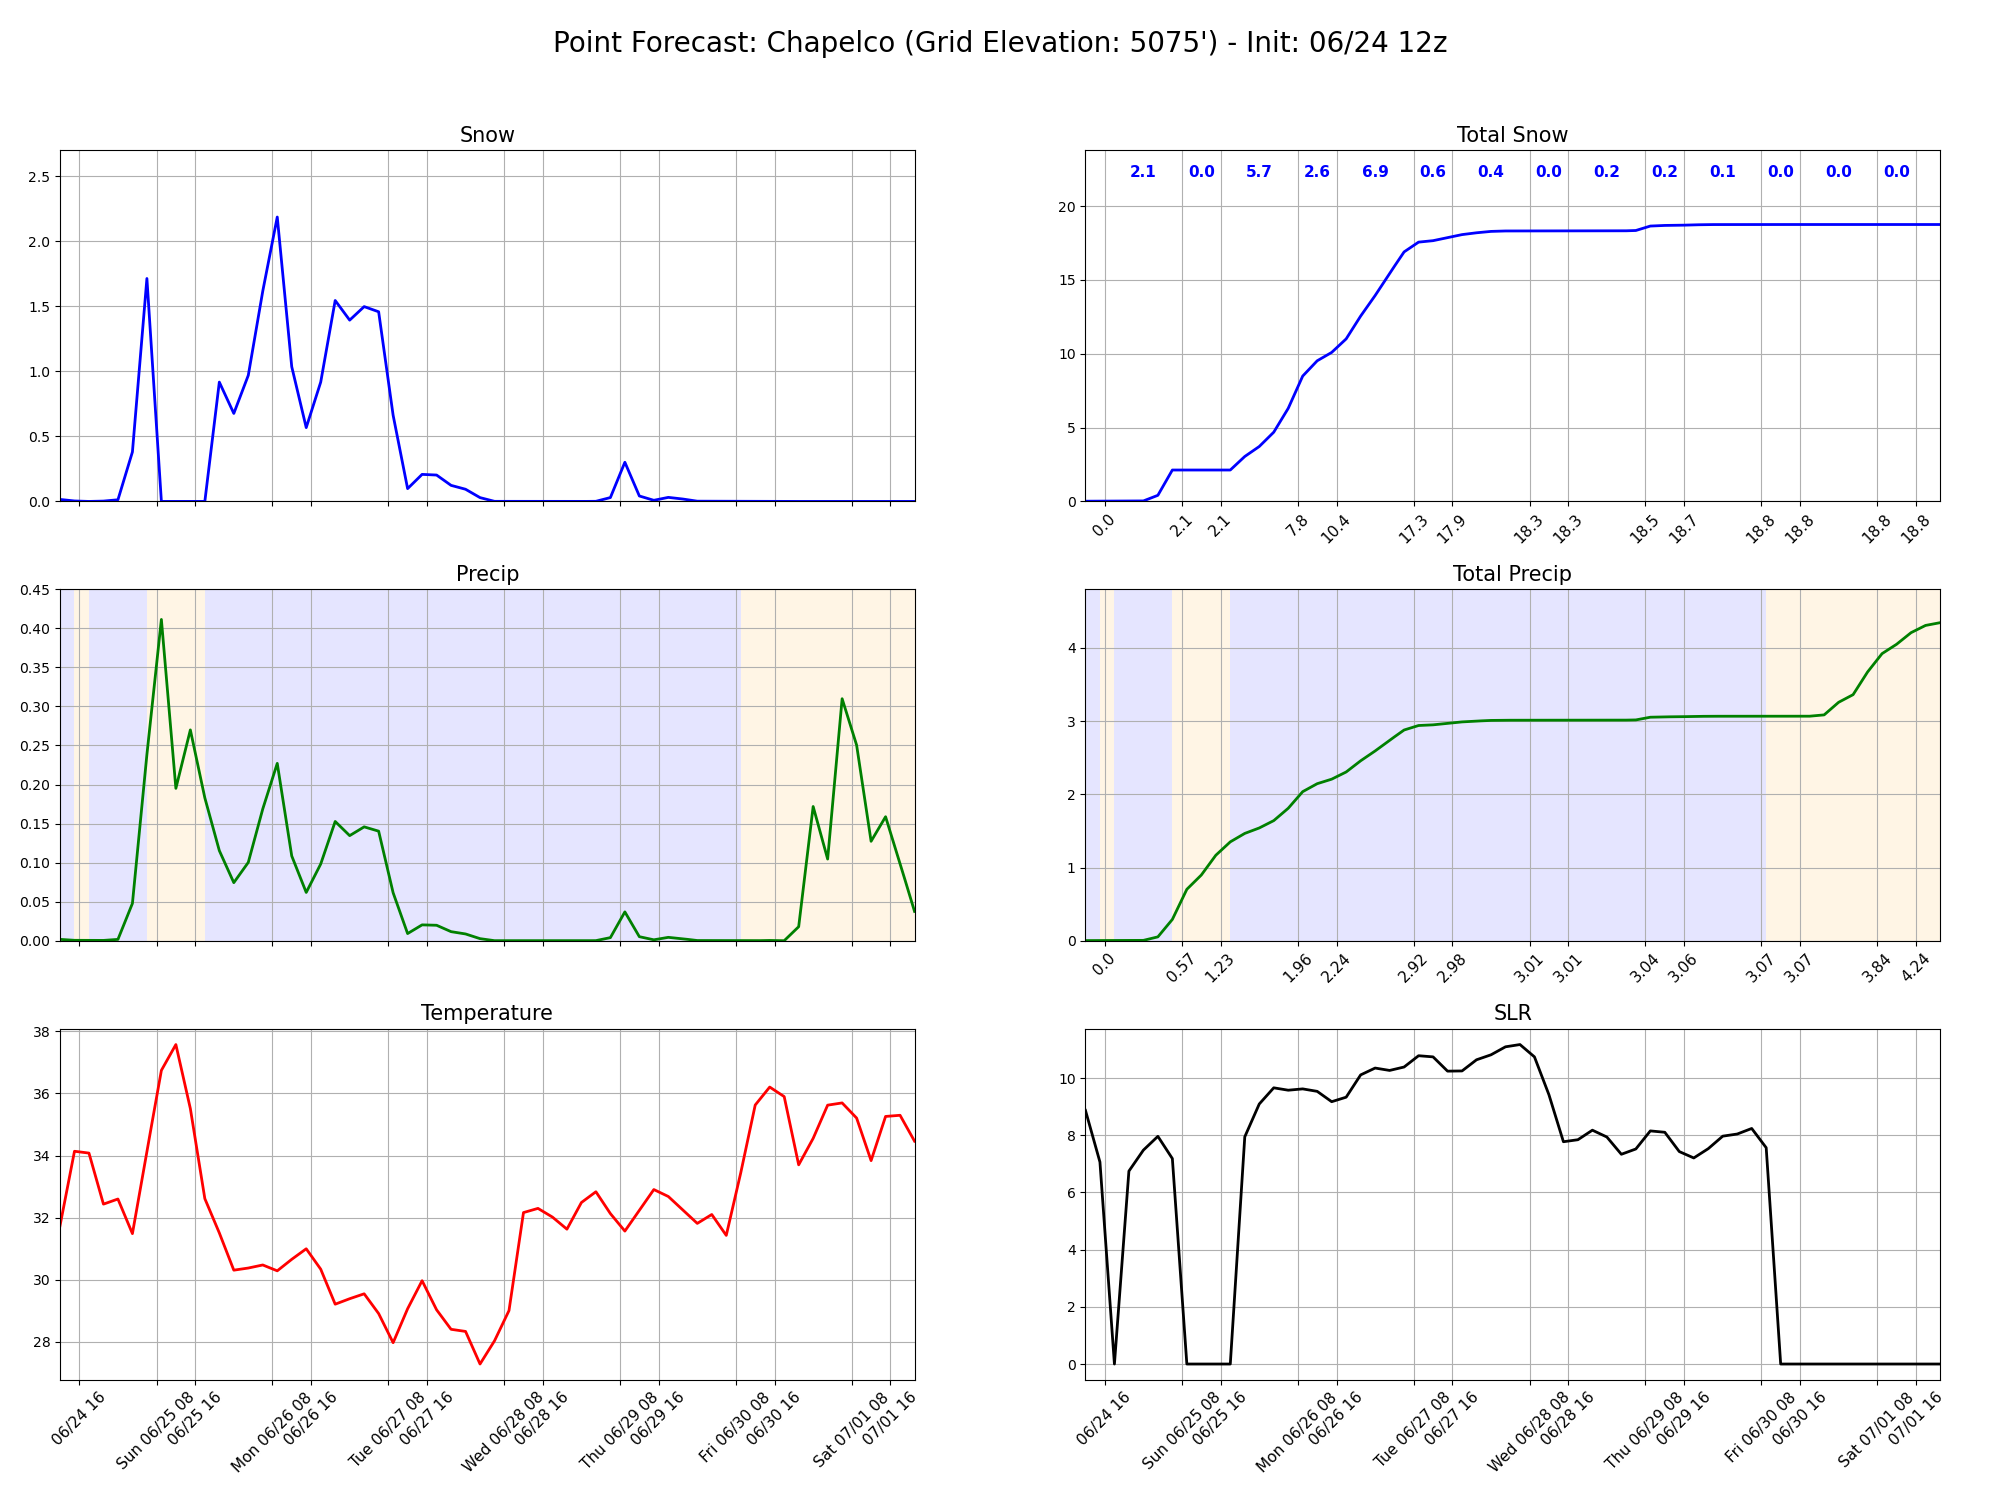 Point Forecast: Chapelco (Grid Elevation: 5075') - Init: 06/24 12z
Snow
2.5
2.0
1.5
1.0
0.5
0.0
Total Snow
2.1 0.0 5.7 2.6 6.9 0.6 0.4 0.0 0.2 0.2 0.1 0.0 0.0 0.0
20
15
10
5
0
0.0 2.1 2.1 7.8 10.4 17.3 17.9 18.3 18.3 18.5 18.7 18.8 18.8 18.8 18.8
Precip
0.45
0.40
0.35
0.30
0.25
0.20
0.15
0.10
0.05
0.00
Total Precip
4
3
2
1
0
0.0 0.57 1.23 1.96 2.24 2.92 2.98 3.01 3.01 3.04 3.06 3.07 3.07 3.84 4.24
Temperature
38
36
34
32
30
28
06/24 16
Sun 06/25 08
06/25 16
Mon 06/26 08
06/26 16
Tue 06/27 08
06/27 16
Wed 06/28 08
06/28 16
Thu 06/29 08
06/29 16
Fri 06/30 08
06/30 16
Sat 07/01 08
07/01 16
SLR
10
8
6
4
2
0
06/24 16
Sun 06/25 08
06/25 16
Mon 06/26 08
06/26 16
Tue 06/27 08
06/27 16
Wed 06/28 08
06/28 16
Thu 06/29 08
06/29 16
Fri 06/30 08
06/30 16
Sat 07/01 08
07/01 16